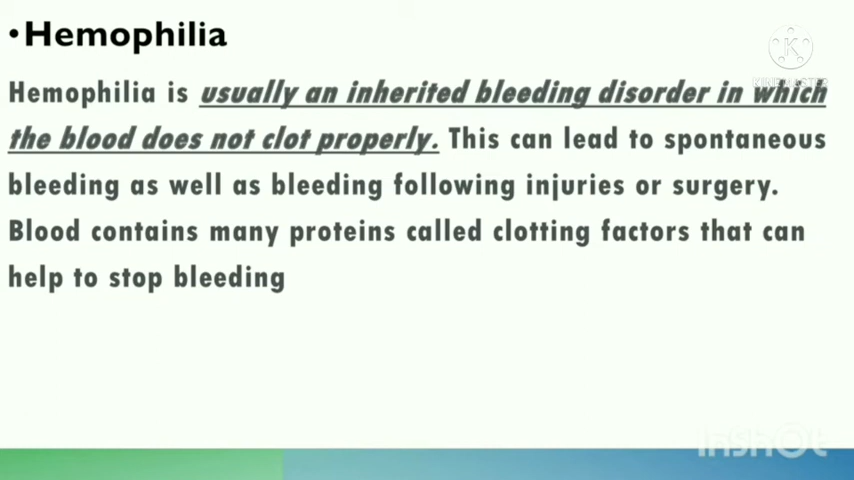 •Hemophilia
K
KINEMASTER
Hemophilia is usually an inherited bleeding disorder in which
the blood does not clot properly. This can lead to spontaneous
bleeding as well as bleeding following injuries or surgery.
Blood contains many proteins called clotting factors that can
help to stop bleeding
InShOt